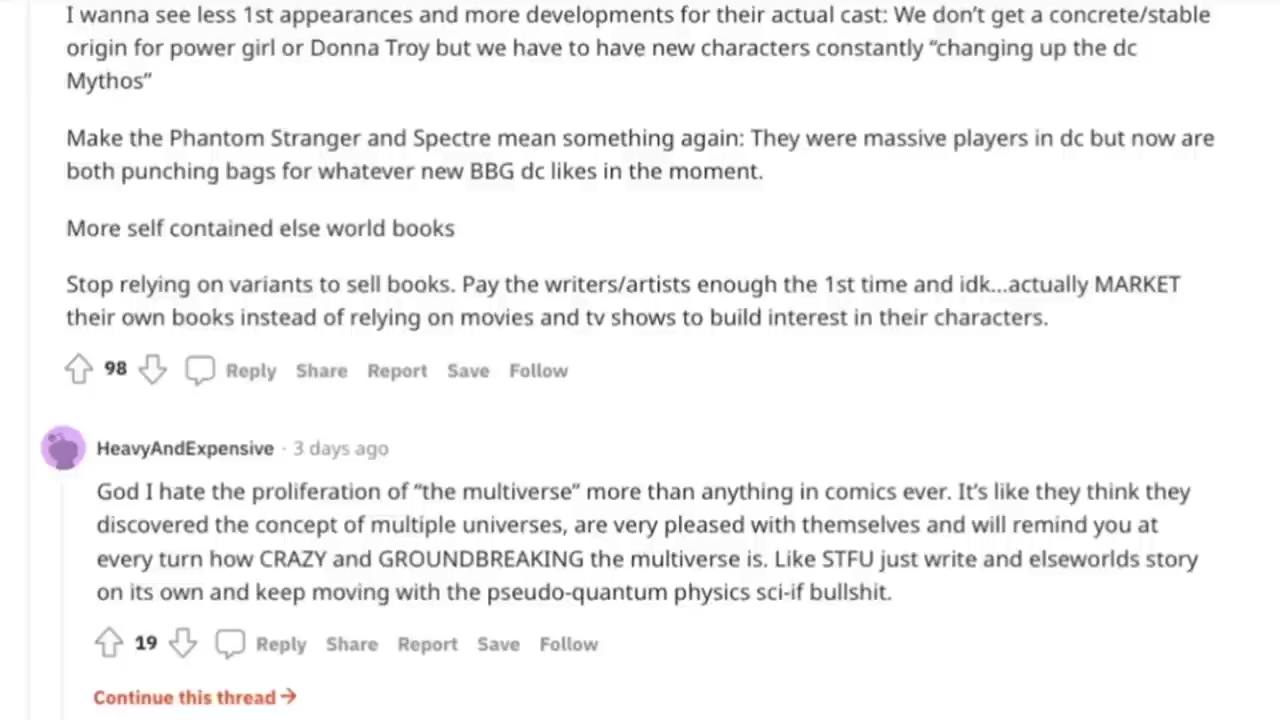 I wanna see less 1st appearances and more developments for their actual cast: We don't get a concrete/stable
origin for power girl or Donna Troy but we have to have new characters constantly “changing up the dc
Mythos”
Make the Phantom Stranger and Spectre mean something again: They were massive players in dc but now are
both punching bags for whatever new BBG dc likes in the moment.
More self contained else world books
Stop relying on variants to sell books. Pay the writers/artists enough the 1st time and idk...actually MARKET
their own books instead of relying on movies and tv shows to build interest in their characters.
98 Reply Share Report Save Follow
HeavyAndExpensive · 3 days ago
God I hate the proliferation of “the multiverse” more than anything in comics ever. It's like they think they
discovered the concept of multiple universes, are very pleased with themselves and will remind you at
every turn how CRAZY and GROUNDBREAKING the multiverse is. Like STFU just write and elseworlds story
on its own and keep moving with the pseudo-quantum physics sci-if bullshit.
19 Reply Share Report Save Follow
Continue this thread →